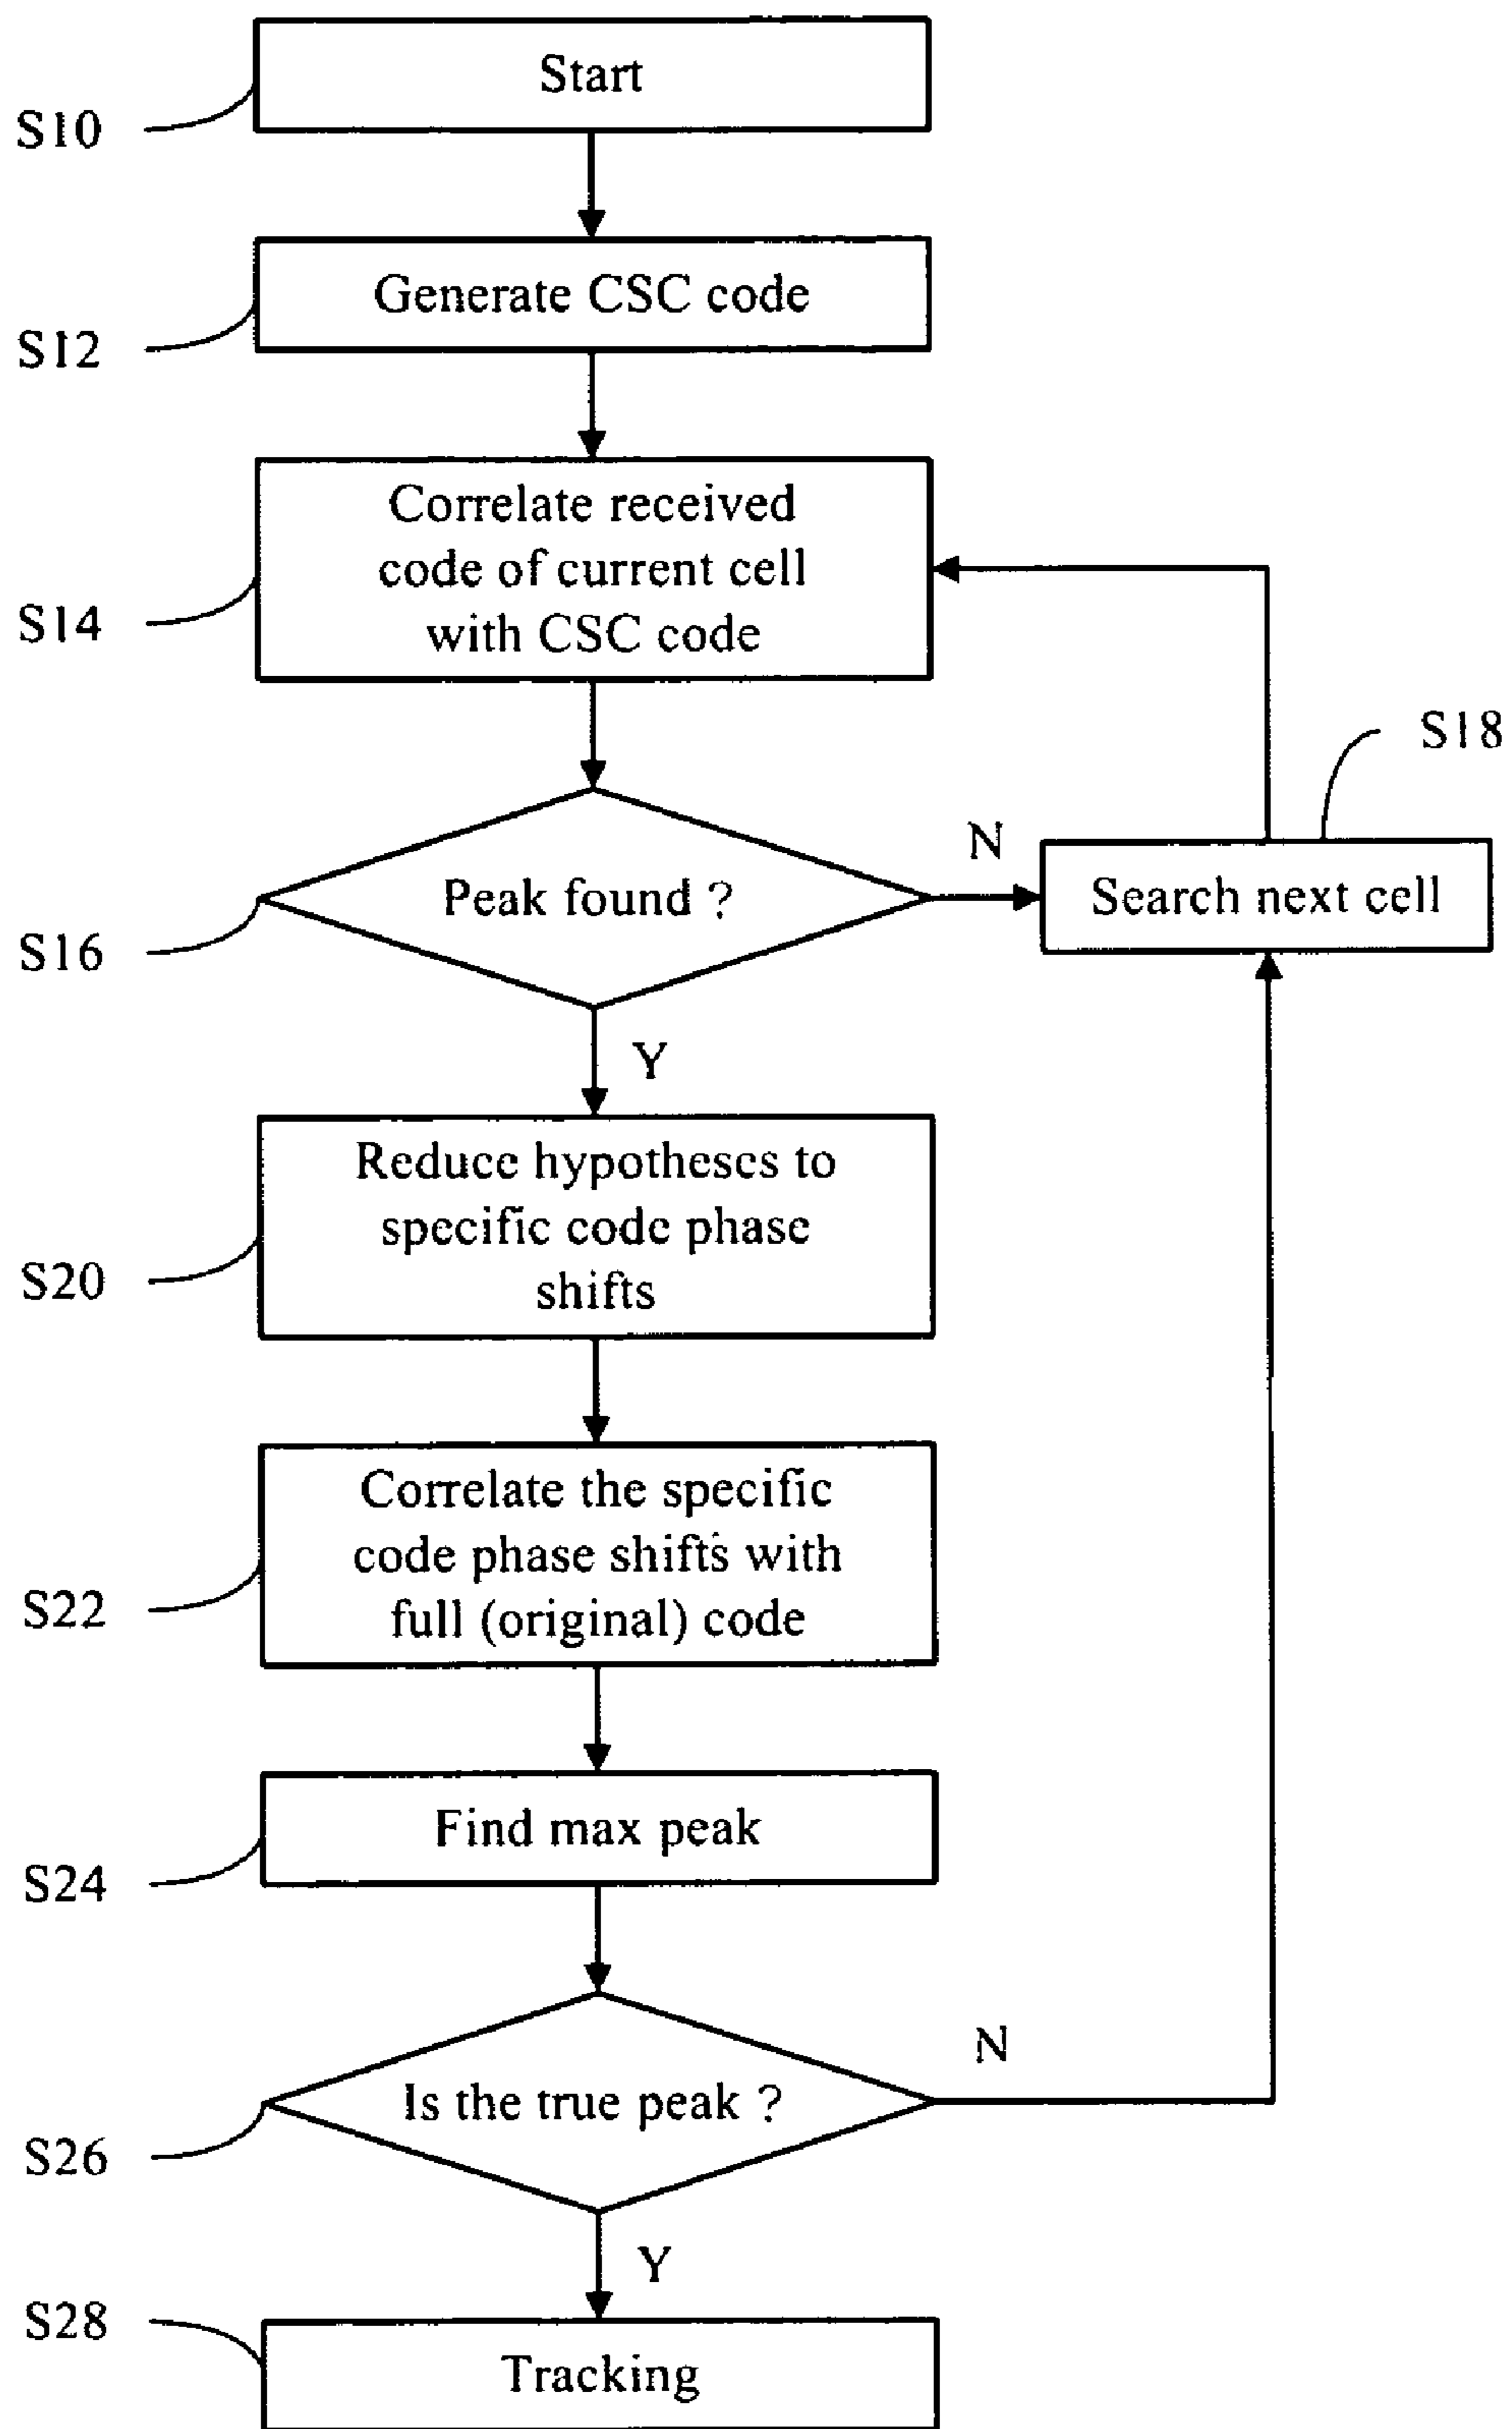 Start
S10
Generate CSC code
S12
Correlate received
code of current cell
with CSC code
S14
S18
N
Peak found ?
Search next cell
S16
Y
Reduce hypotheses to
specific code phase
shifts
S20
Correlate the specific
code phase shifts with
full (original) code
S22
Find max peak
S24
N
Is the true peak ?
S26
Y
S28
Tracking